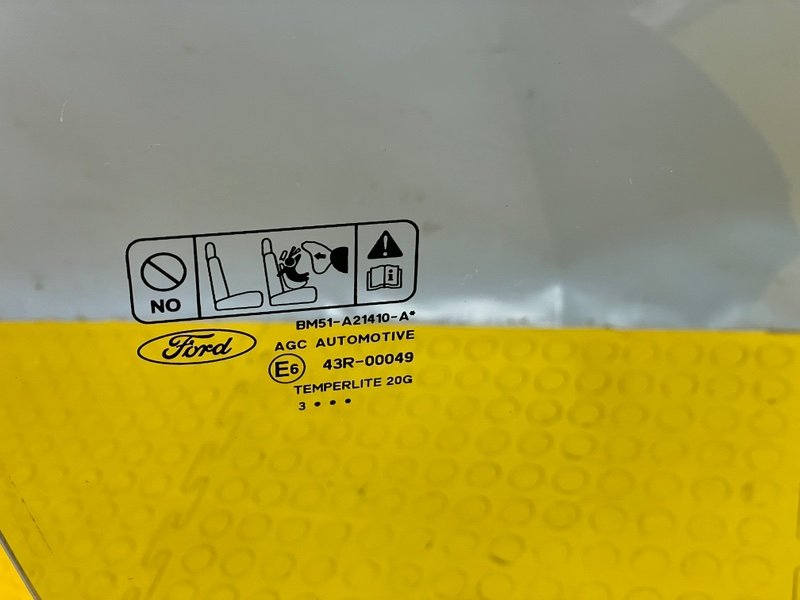 NO
BM51-A21410-A*
Ford
AGC AUTOMOTIVE
E6 43R-00049
TEMPERLITE 20G
3 • • •